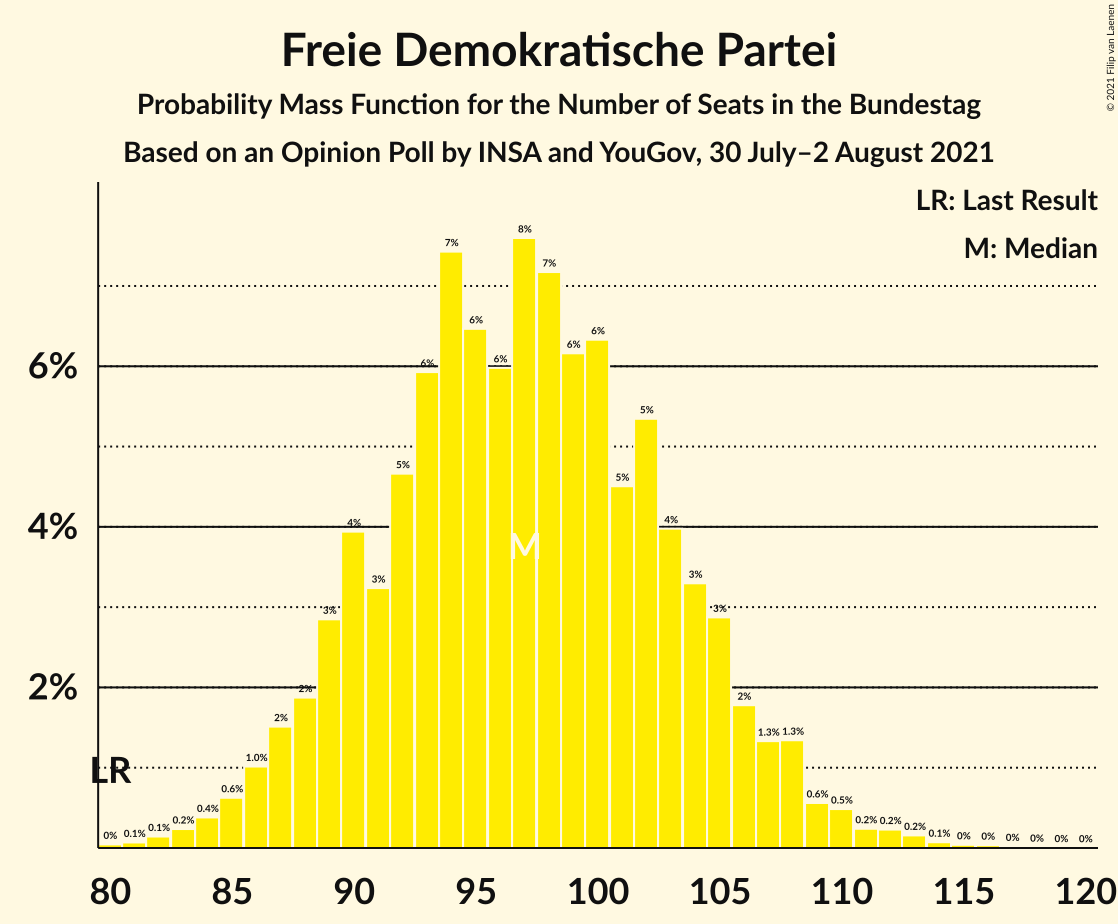 Freie Demokratische Partei
Probability Mass Function for the Number of Seats in the Bundestag
Based on an Opinion Poll by INSA and YouGov, 30 July–2 August 2021
© 2021 Filip van Laenen
LR: Last Result
M: Median
6%
4%
2%
LR
M
0% 0.1% 0.1% 0.2% 0.4% 0.6% 1.0% 2% 2% 3% 4% 3% 5% 6% 7% 6% 6% 8% 7% 6% 6% 5% 5% 4% 3% 3% 2% 1.3% 1.3% 0.6% 0.5% 0.2% 0.2% 0.2% 0.1% 0% 0% 0% 0% 0% 0%
80 85 90 95 100 105 110 115 120